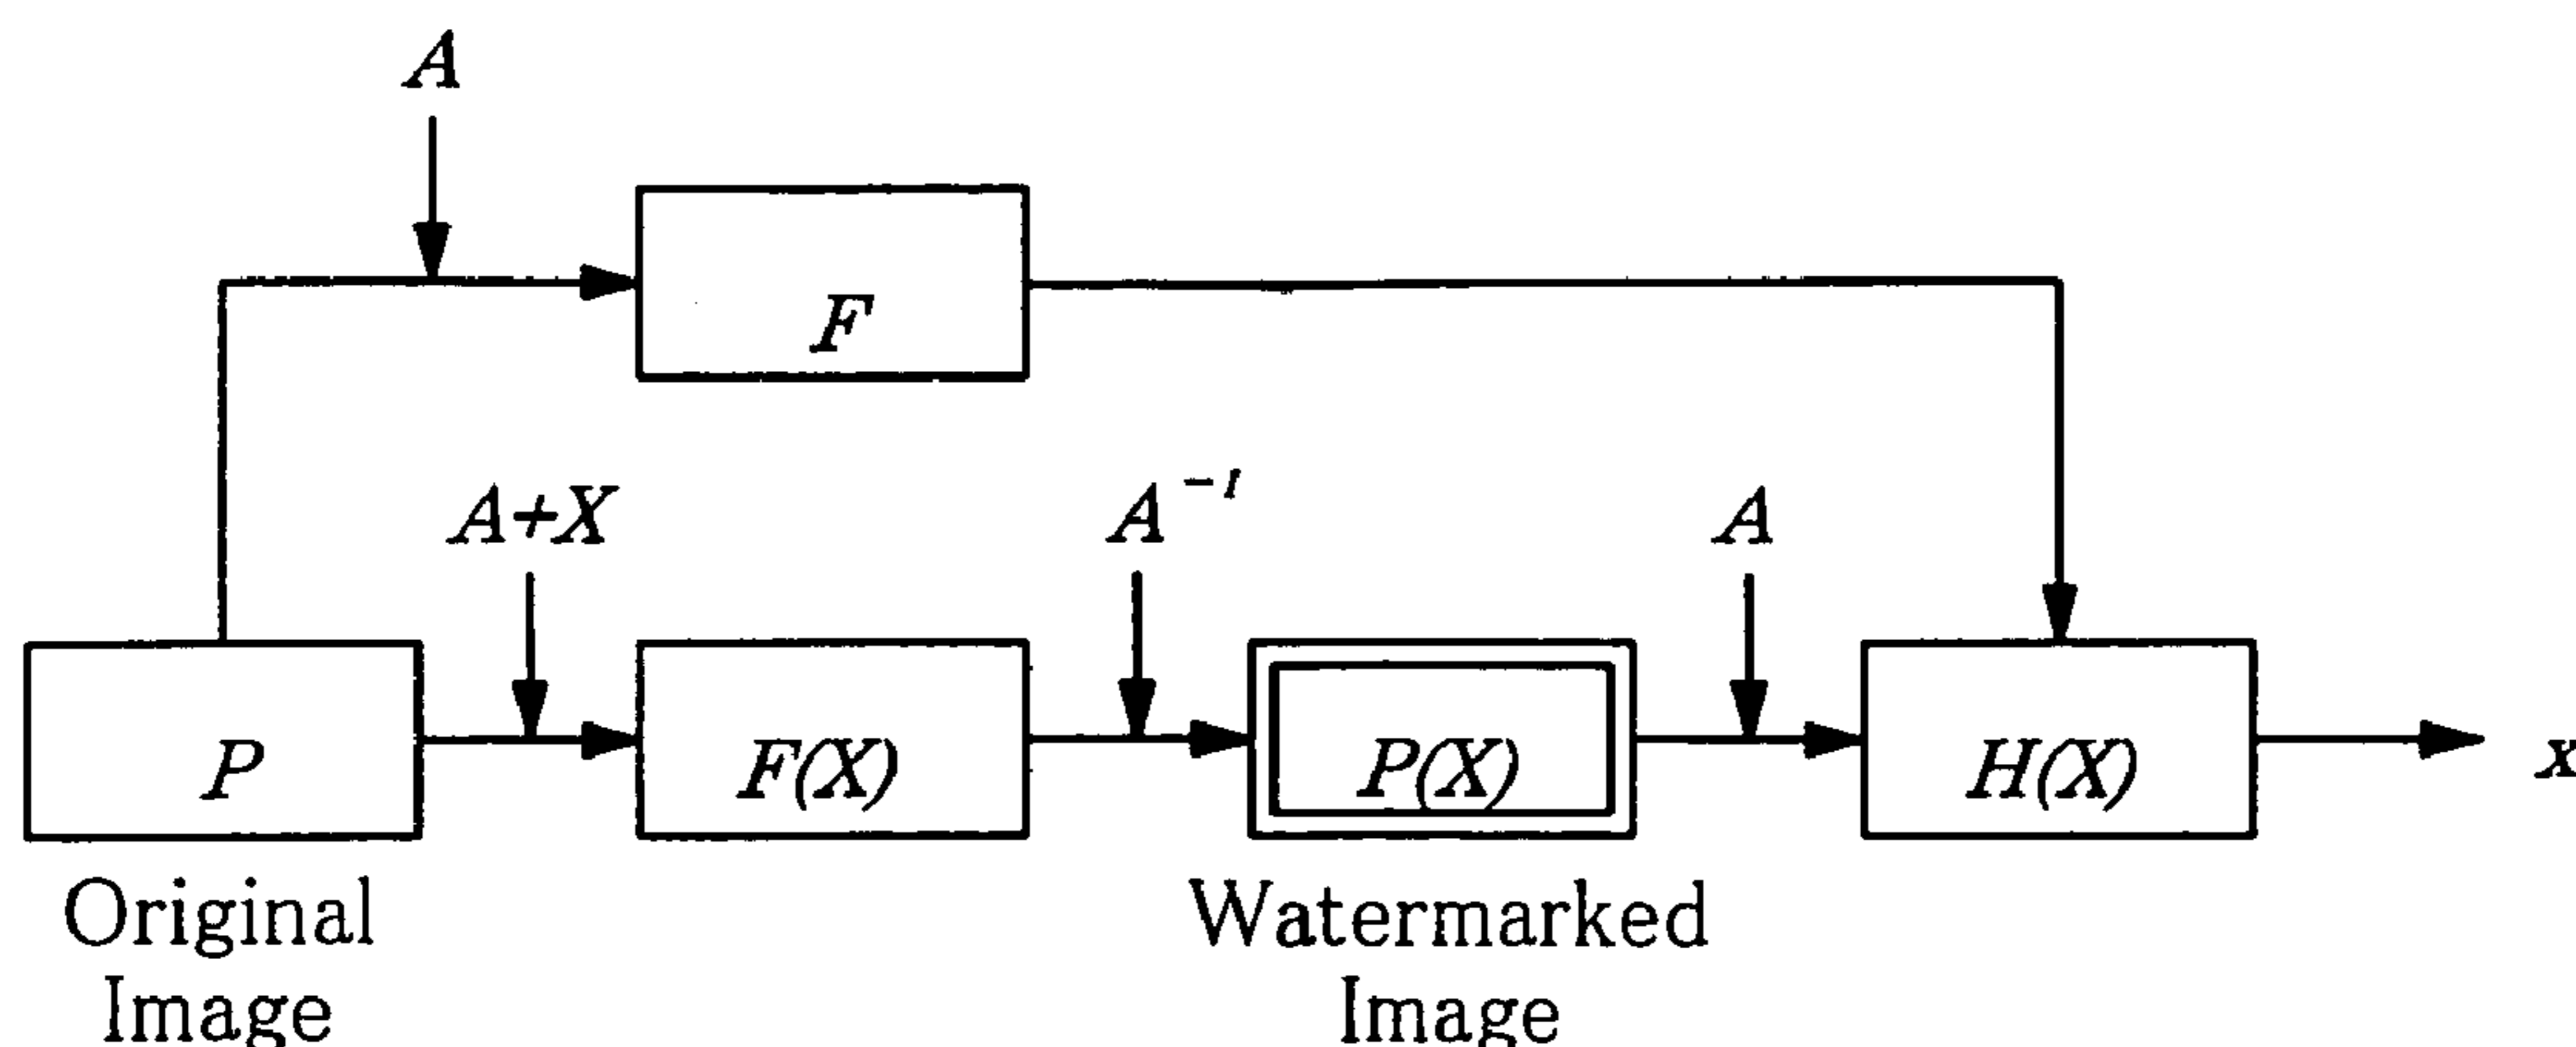 A
F
A+X
A⁻¹
A
P
F(X)
P(X)
H(X)
x
Original
Image
Watermarked
Image